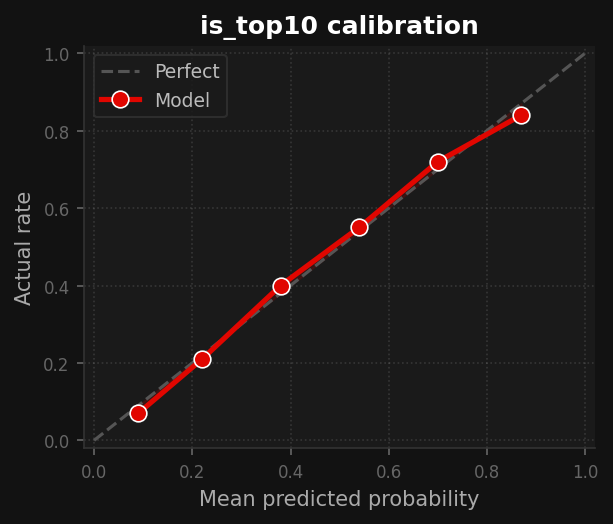 is_top10 calibration
Perfect
Model
1.0
0.8
0.6
0.4
0.2
0.0
Actual rate
0.0 0.2 0.4 0.6 0.8 1.0
Mean predicted probability